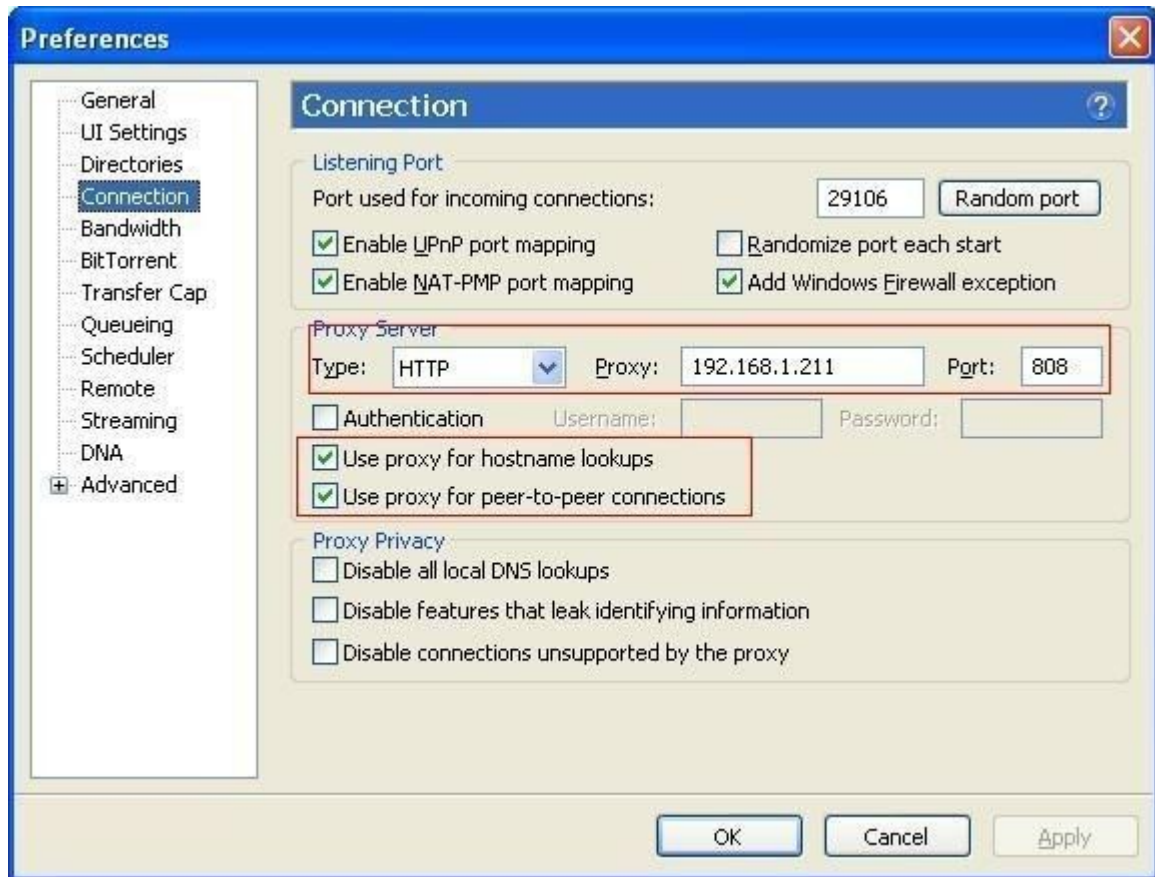 Preferences
General
UI Settings
Directories
Connection
Bandwidth
BitTorrent
Transfer Cap
Queueing
Scheduler
Remote
Streaming
DNA
Advanced
Connection ?
Listening Port
Port used for incoming connections: 29106 Random port
Enable UPnP port mapping Randomize port each start
Enable NAT-PMP port mapping Add Windows Firewall exception
Proxy Server
Type: HTTP Proxy: 192.168.1.211 Port: 808
Authentication Username: Password:
Use proxy for hostname lookups
Use proxy for peer-to-peer connections
Proxy Privacy
Disable all local DNS lookups
Disable features that leak identifying information
Disable connections unsupported by the proxy
OK Cancel Apply